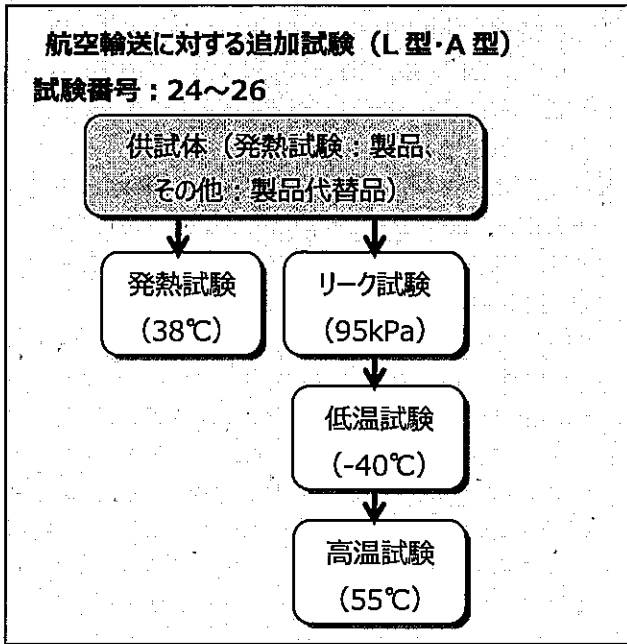 航空輸送に対する追加試験（L型･A型）
試験番号：24～26
供試体（発熱試験：製品、
その他：製品代替品）
発熱試験
(38℃)
リーク試験
(95kPa)
低温試験
(-40℃)
高温試験
(55℃)